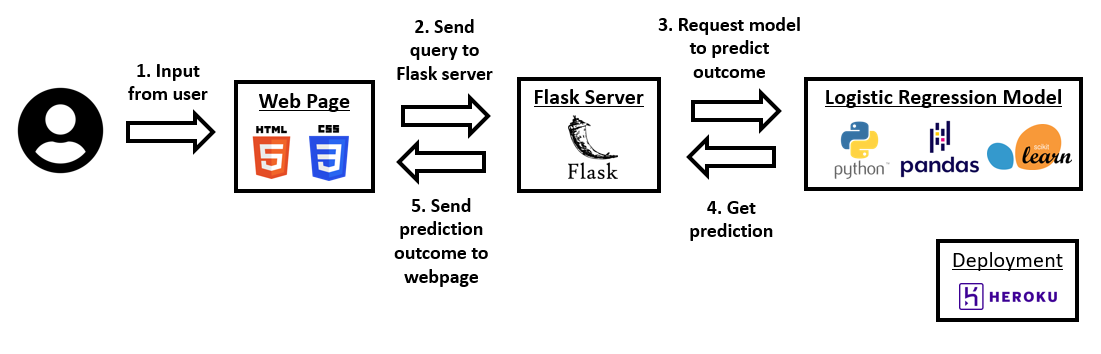 1. Input
from user
Web Page
HTML
5
CSS
3
2. Send
query to
Flask server
5. Send
prediction
outcome to
webpage
Flask Server
Flask
3. Request model
to predict
outcome
4. Get
prediction
Logistic Regression Model
python™
pandas
scikit
learn
Deployment
HEROKU